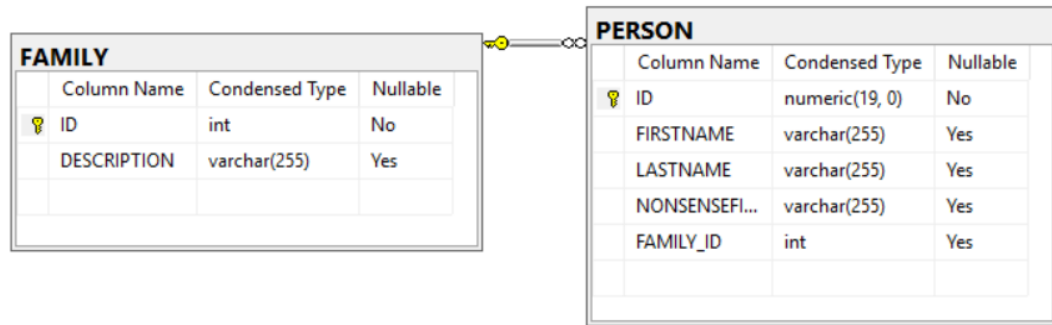 FAMILY
Column Name Condensed Type Nullable
ID int No
DESCRIPTION varchar(255) Yes
PERSON
Column Name Condensed Type Nullable
ID numeric(19, 0) No
FIRSTNAME varchar(255) Yes
LASTNAME varchar(255) Yes
NONSENSEFI... varchar(255) Yes
FAMILY_ID int Yes